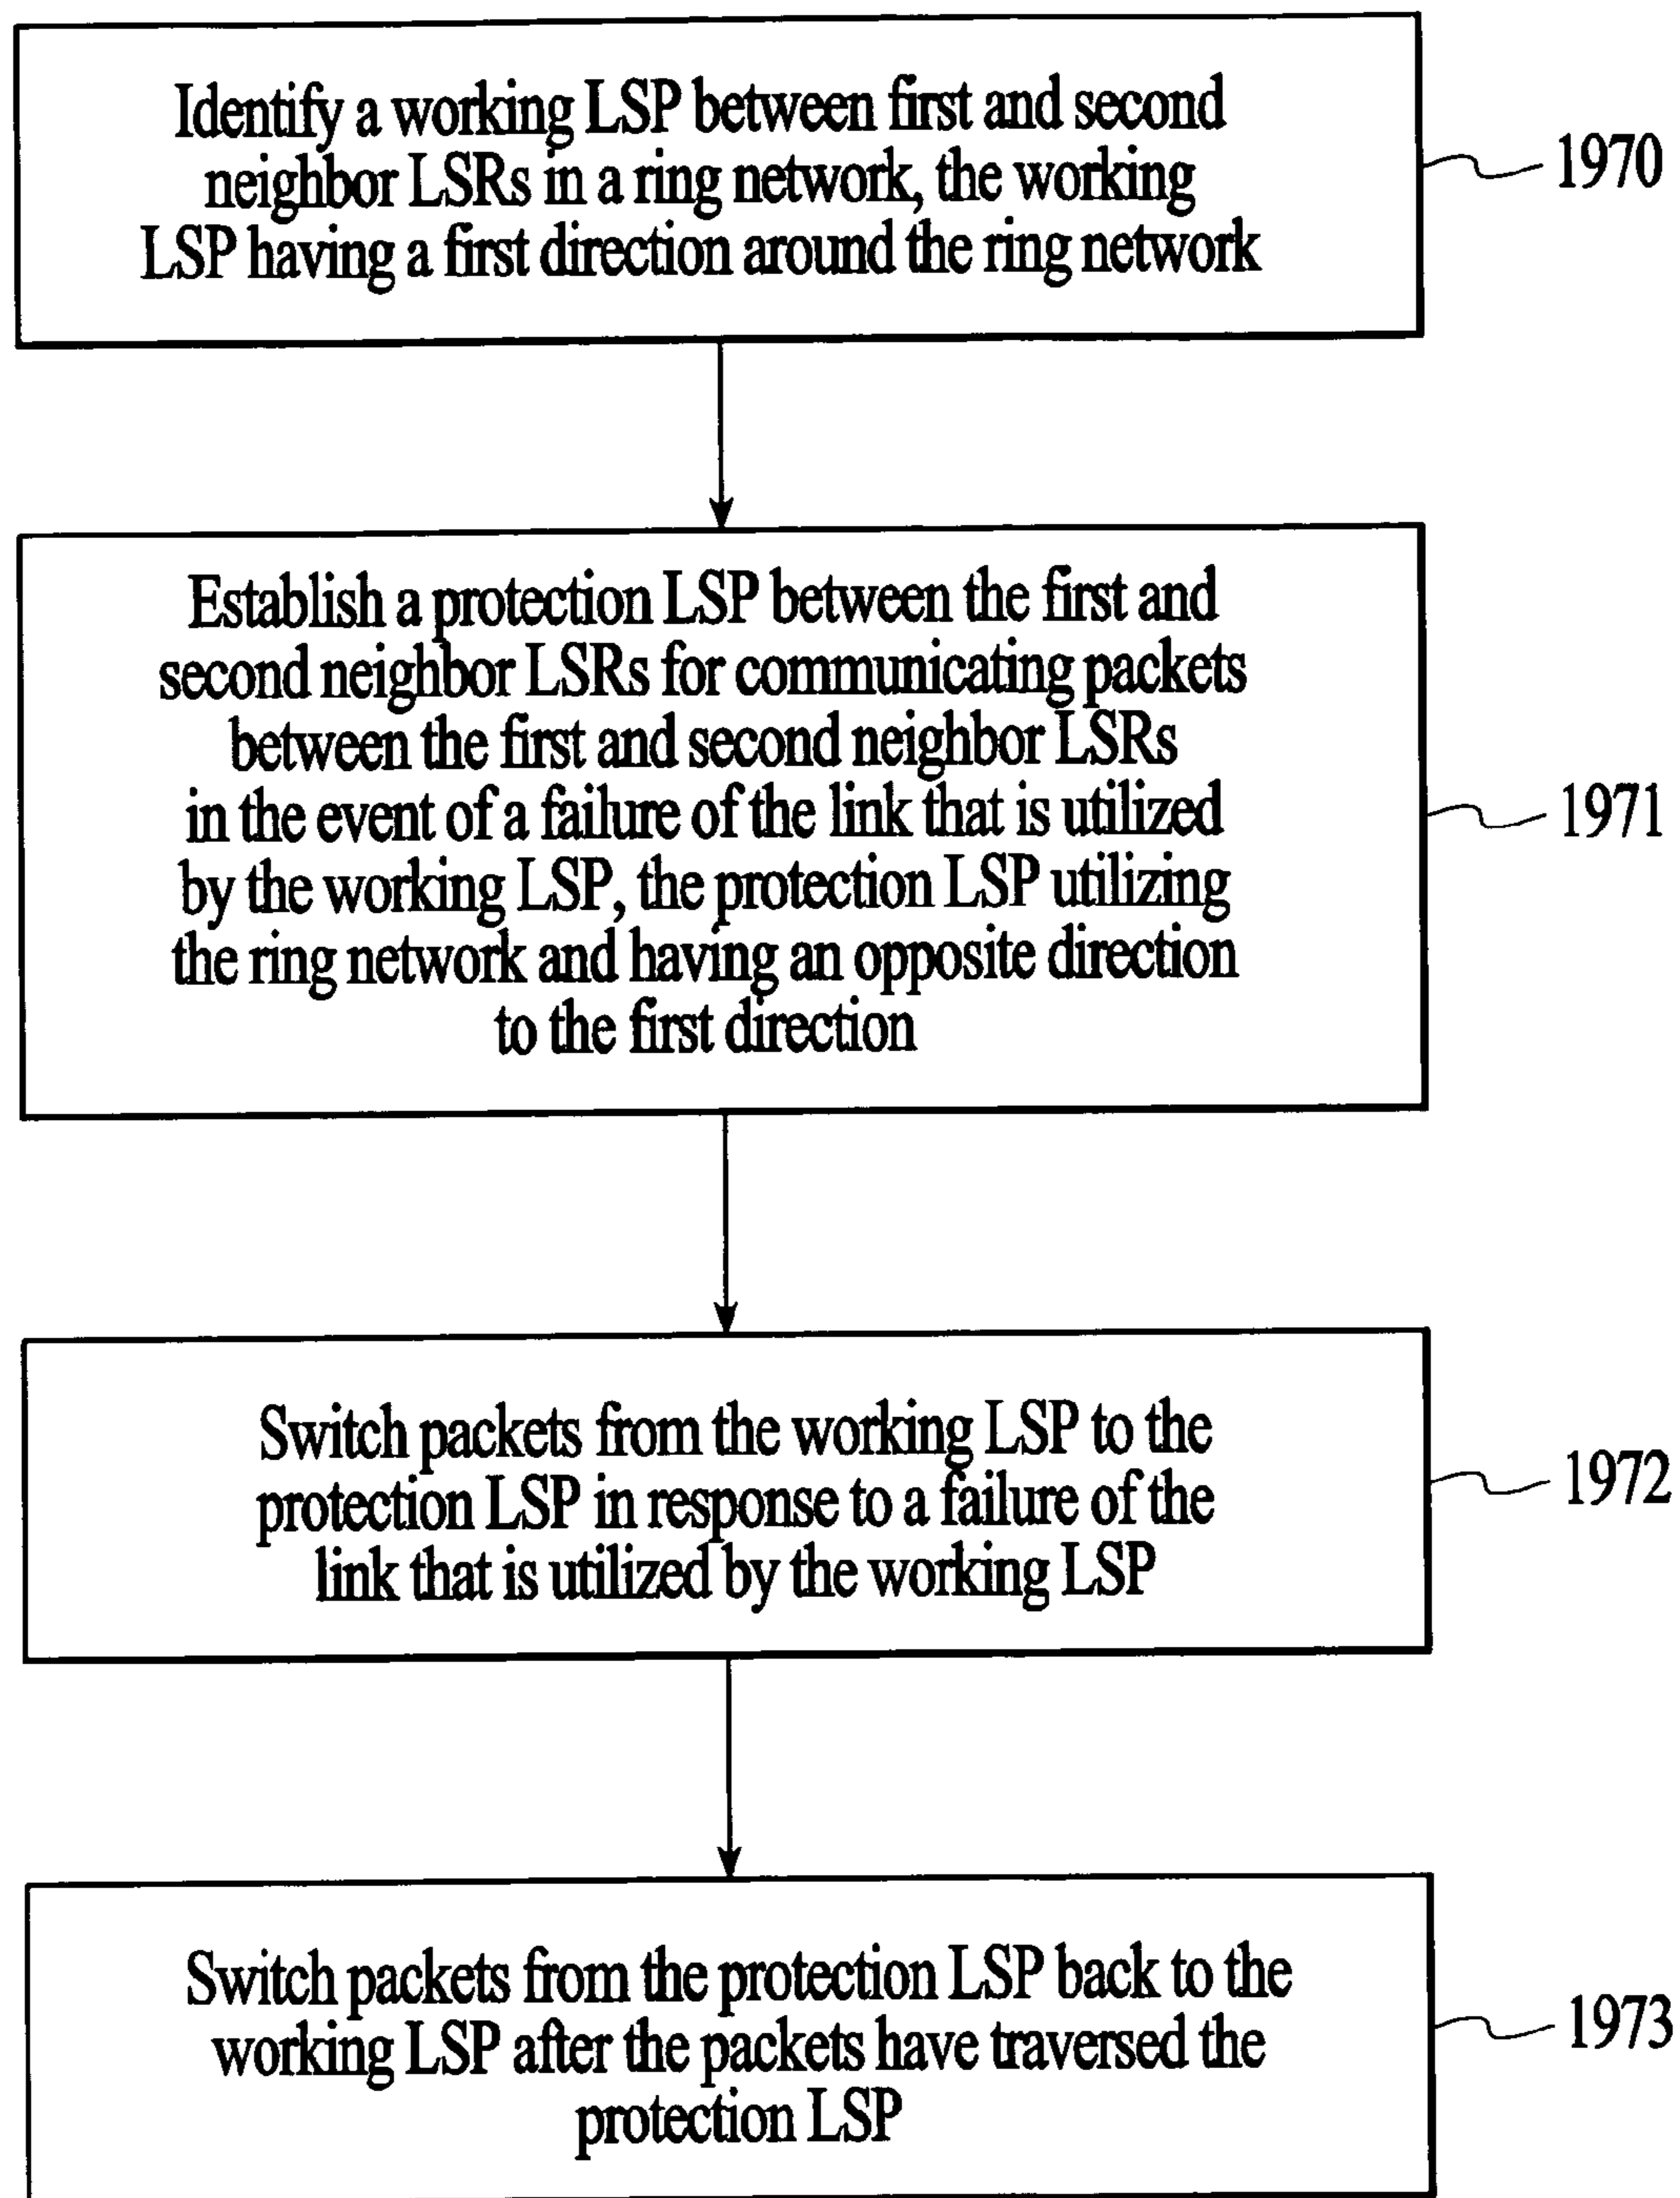 Identify a working LSP between first and second
neighbor LSRs in a ring network, the working
LSP having a first direction around the ring network
1970
Establish a protection LSP between the first and
second neighbor LSRs for communicating packets
between the first and second neighbor LSRs
in the event of a failure of the link that is utilized
by the working LSP, the protection LSP utilizing
the ring network and having an opposite direction
to the first direction
1971
Switch packets from the working LSP to the
protection LSP in response to a failure of the
link that is utilized by the working LSP
1972
Switch packets from the protection LSP back to the
working LSP after the packets have traversed the
protection LSP
1973